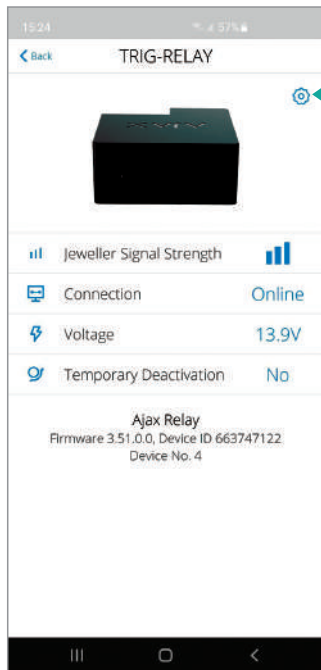 15:24
57%
Back
TRIG-RELAY
AJAX
Jeweller Signal Strength
Connection
Online
Voltage
13.9V
Temporary Deactivation
No
Ajax Relay
Firmware 3.51.0.0, Device ID 663747122
Device No. 4